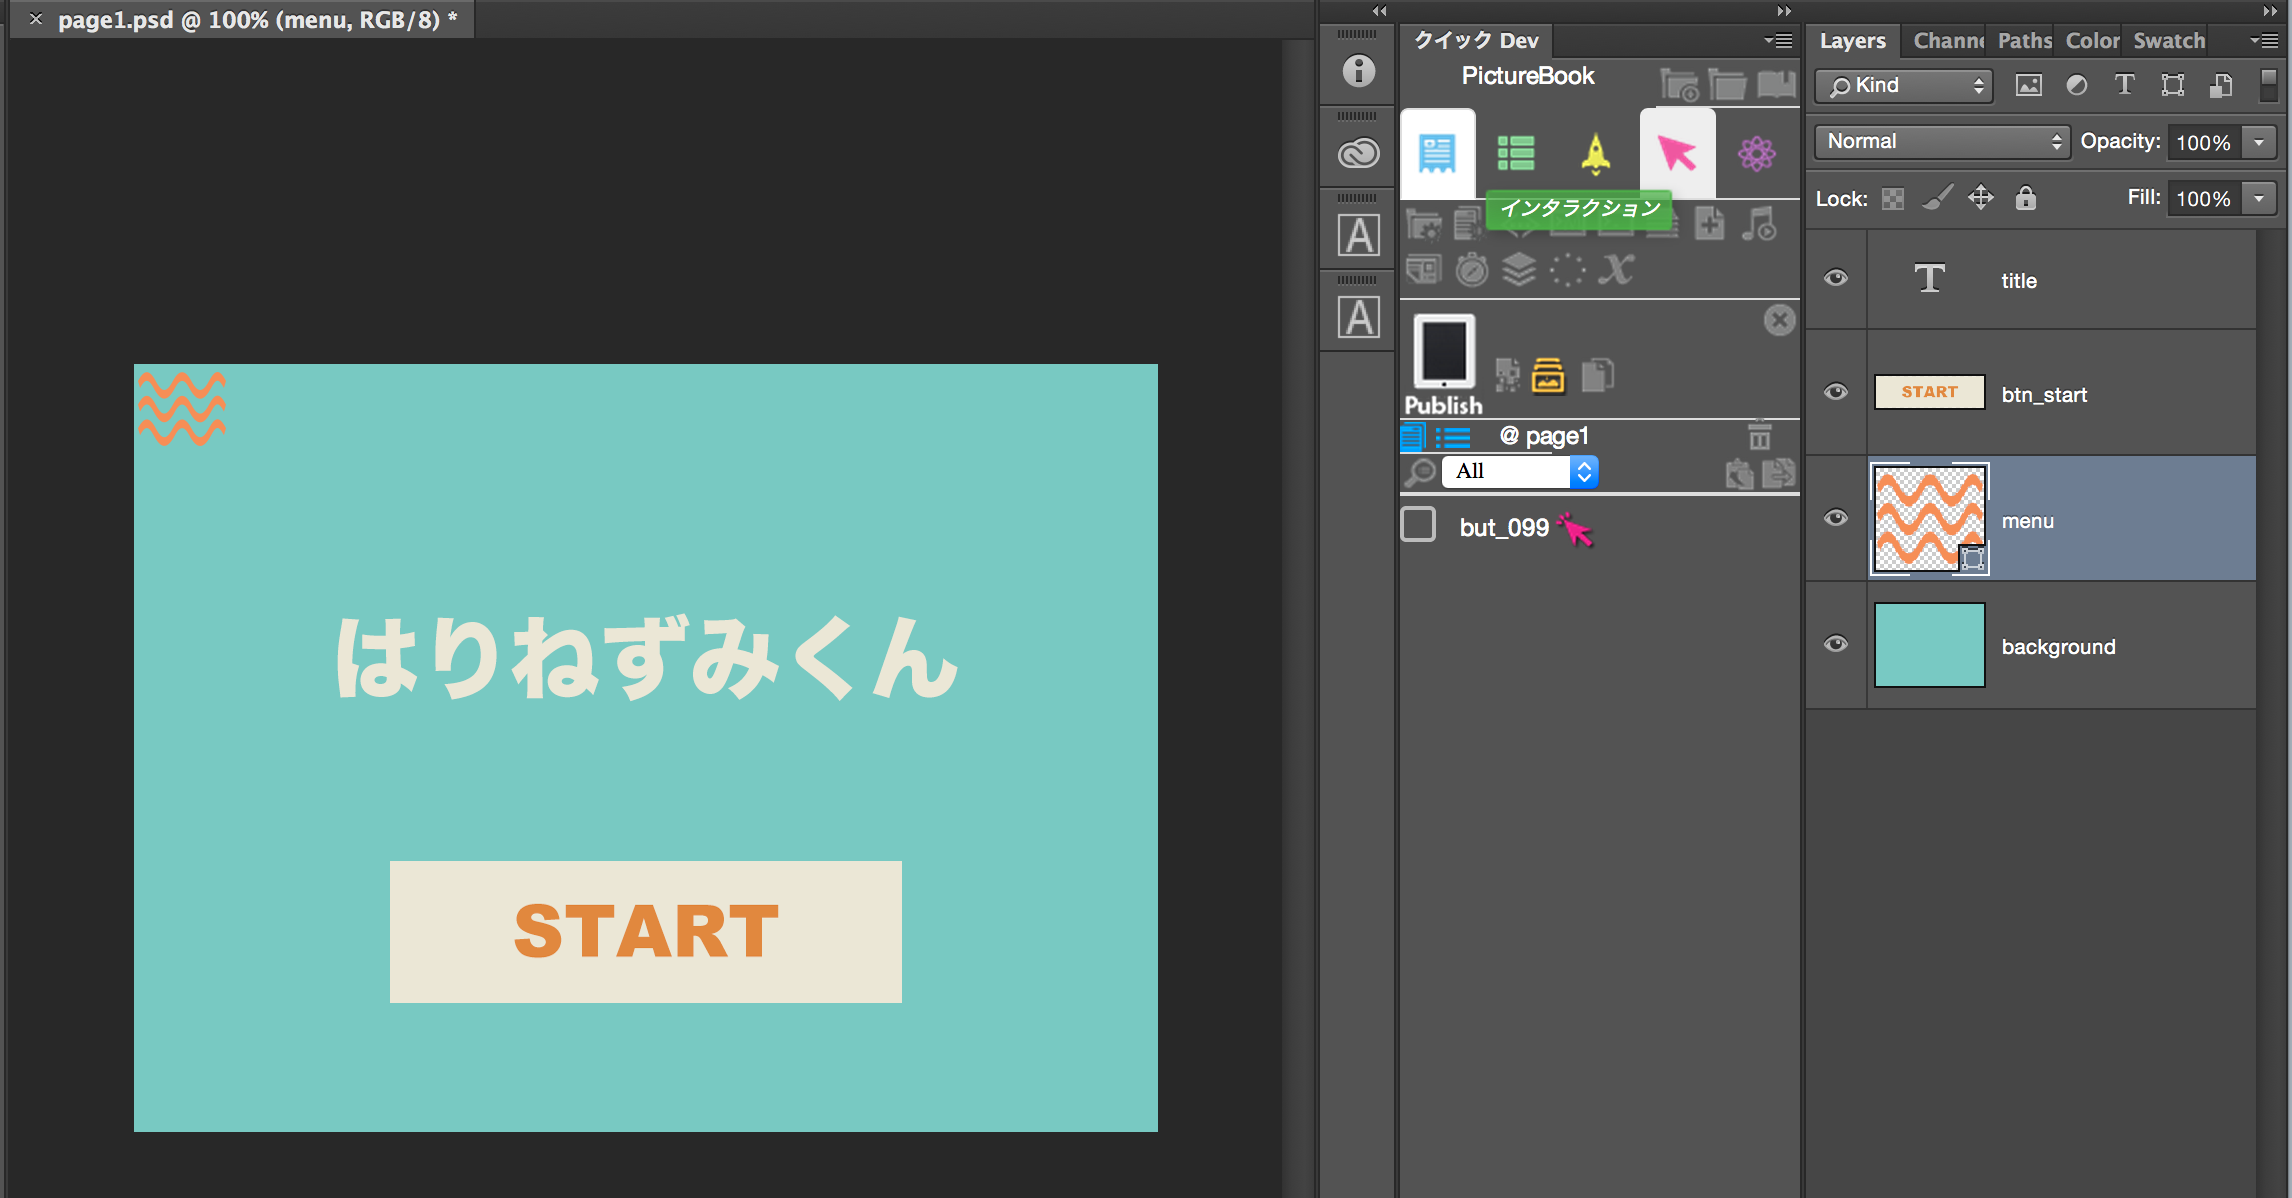 page1.psd @ 100% (menu, RGB/8) *
はりねずみくん
START
A
A
クイック Dev
PictureBook
インタラクション
Publish
@ page1
All
but_099
Layers
Channe
Paths
Color
Swatch
Kind
T
Normal
Opacity: 100%
Lock:
Fill: 100%
T
title
START
btn_start
menu
background